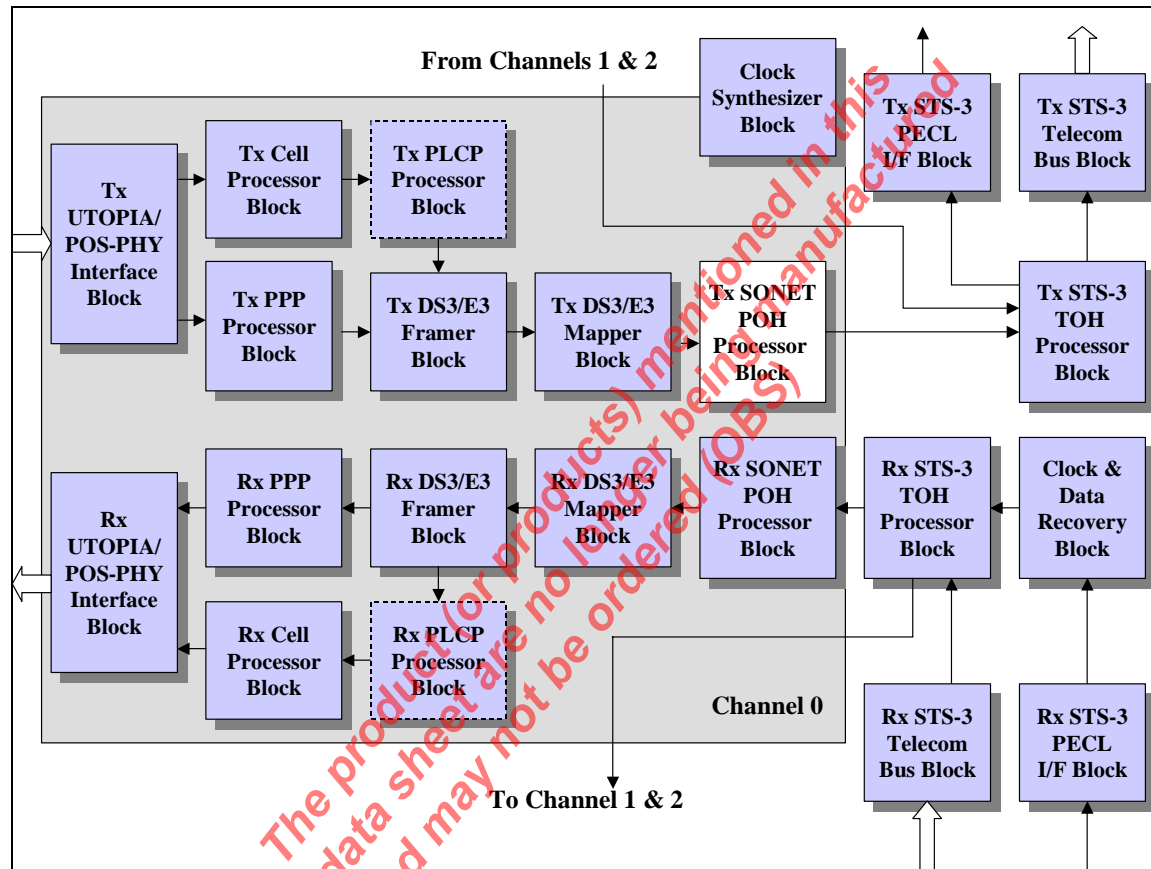 From Channels 1 & 2
Clock
Synthesizer
Block
Tx STS-3
PECL
I/F Block
Tx STS-3
Telecom
Bus Block
Tx
UTOPIA/
POS-PHY
Interface
Block
Tx Cell
Processor
Block
Tx PLCP
Processor
Block
Tx PPP
Processor
Block
Tx DS3/E3
Framer
Block
Tx DS3/E3
Mapper
Block
Tx SONET
POH
Processor
Block
Tx STS-3
TOH
Processor
Block
Rx
UTOPIA/
POS-PHY
Interface
Block
Rx PPP
Processor
Block
Rx DS3/E3
Framer
Block
Rx DS3/E3
Mapper
Block
Rx SONET
POH
Processor
Block
Rx STS-3
TOH
Processor
Block
Clock &
Data
Recovery
Block
Rx Cell
Processor
Block
Rx PLCP
Processor
Block
Channel 0
Rx STS-3
Telecom
Bus Block
Rx STS-3
PECL
I/F Block
To Channel 1 & 2
The product (or products) mentioned in this
data sheet are no longer being manufactured
d may not be ordered (OBS)